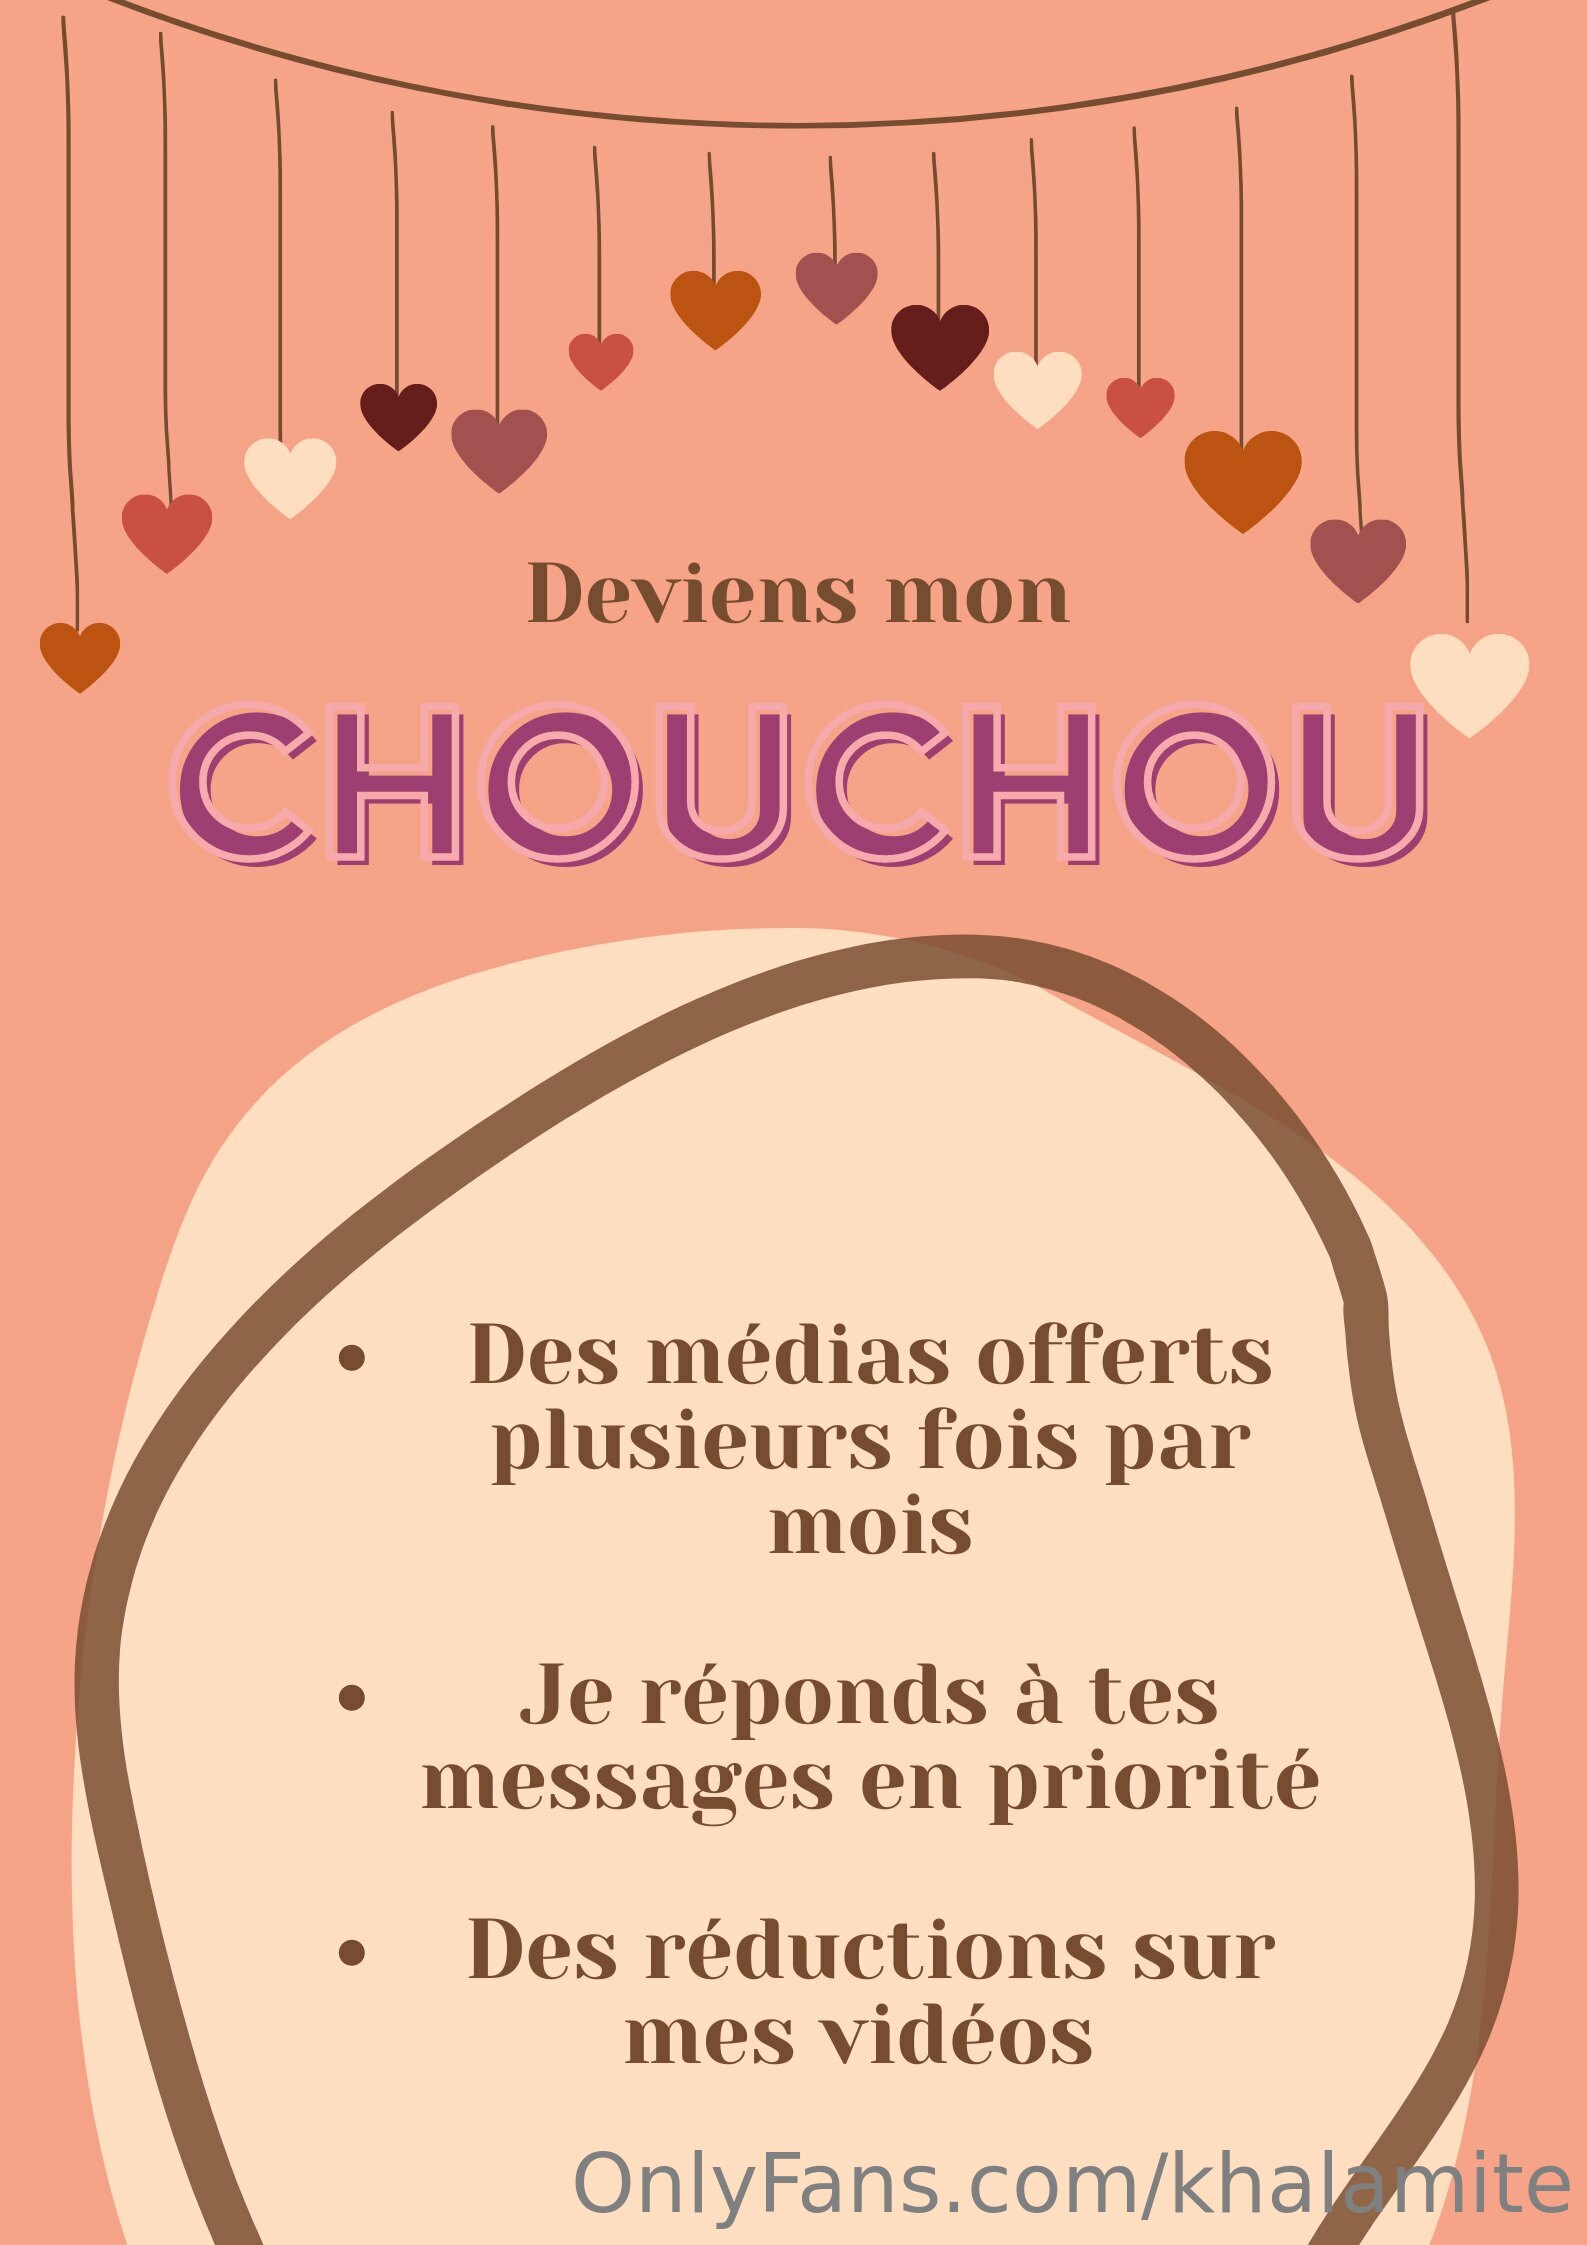 Deviens mon
CHOUCHOU
• Des médias offerts
plusieurs fois par
mois
• Je réponds à tes
messages en priorité
• Des réductions sur
mes vidéos
OnlyFans.com/khalamite